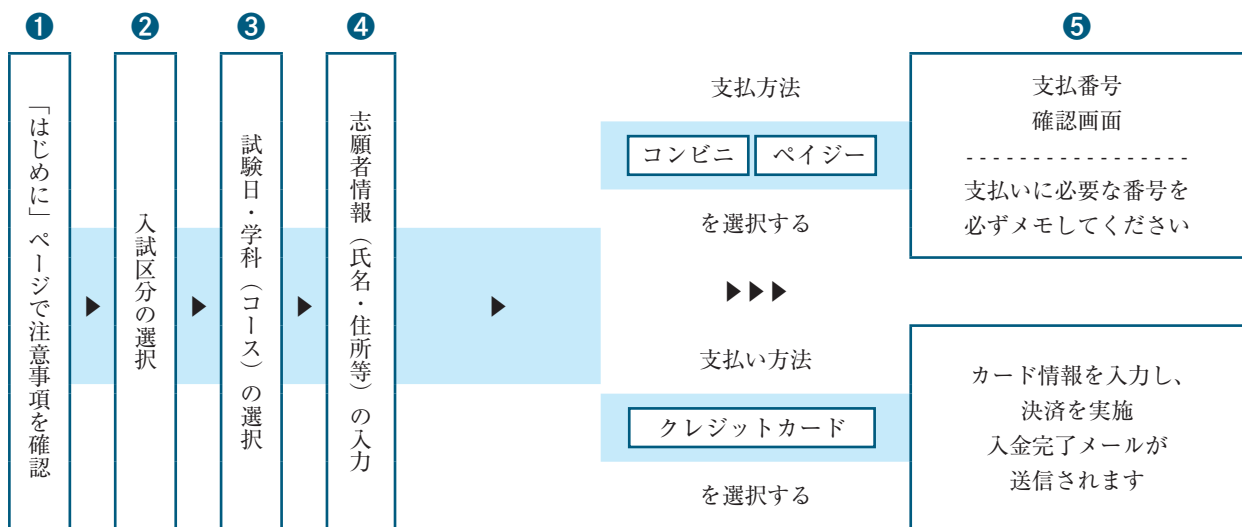 ❶
「はじめに」ページで注意事項を確認
❷
入試区分の選択
❸
試験日・学科（コース）の選択
❹
志願者情報（氏名・住所等）の入力
▶
▶
▶
▶
支払方法
コンビニ
ペイジー
を選択する
▶▶▶
支払い方法
クレジットカード
を選択する
❺
支払番号
確認画面
-----------------
支払いに必要な番号を
必ずメモしてください
カード情報を入力し、
決済を実施
入金完了メールが
送信されます